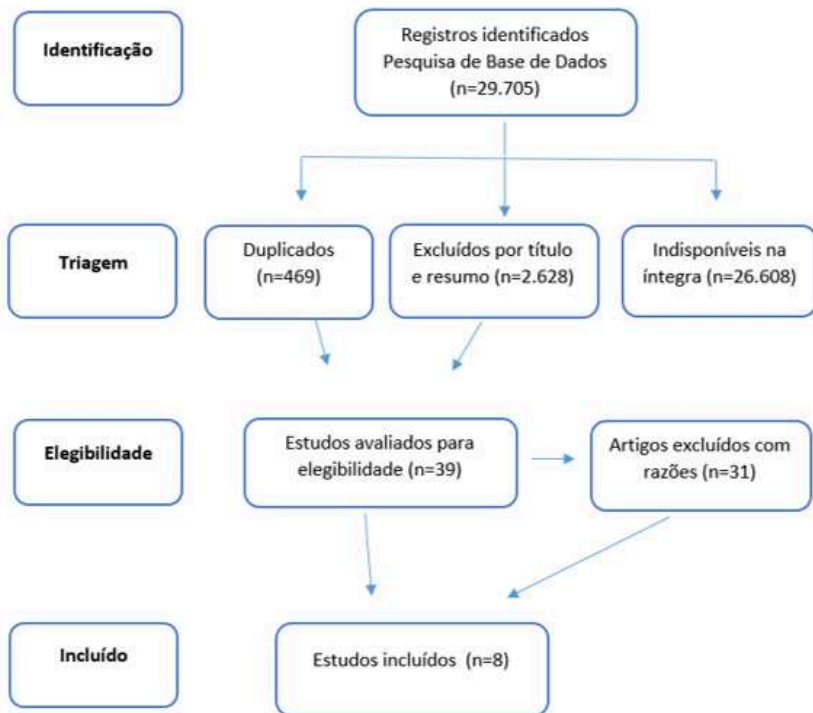 Identificação
Registros identificados
Pesquisa de Base de Dados
(n=29.705)
Triagem
Duplicados
(n=469)
Excluídos por título
e resumo (n=2.628)
Indisponíveis na
íntegra (n=26.608)
Elegibilidade
Estudos avaliados para
elegibilidade (n=39)
Artigos excluídos com
razões (n=31)
Incluído
Estudos incluídos (n=8)